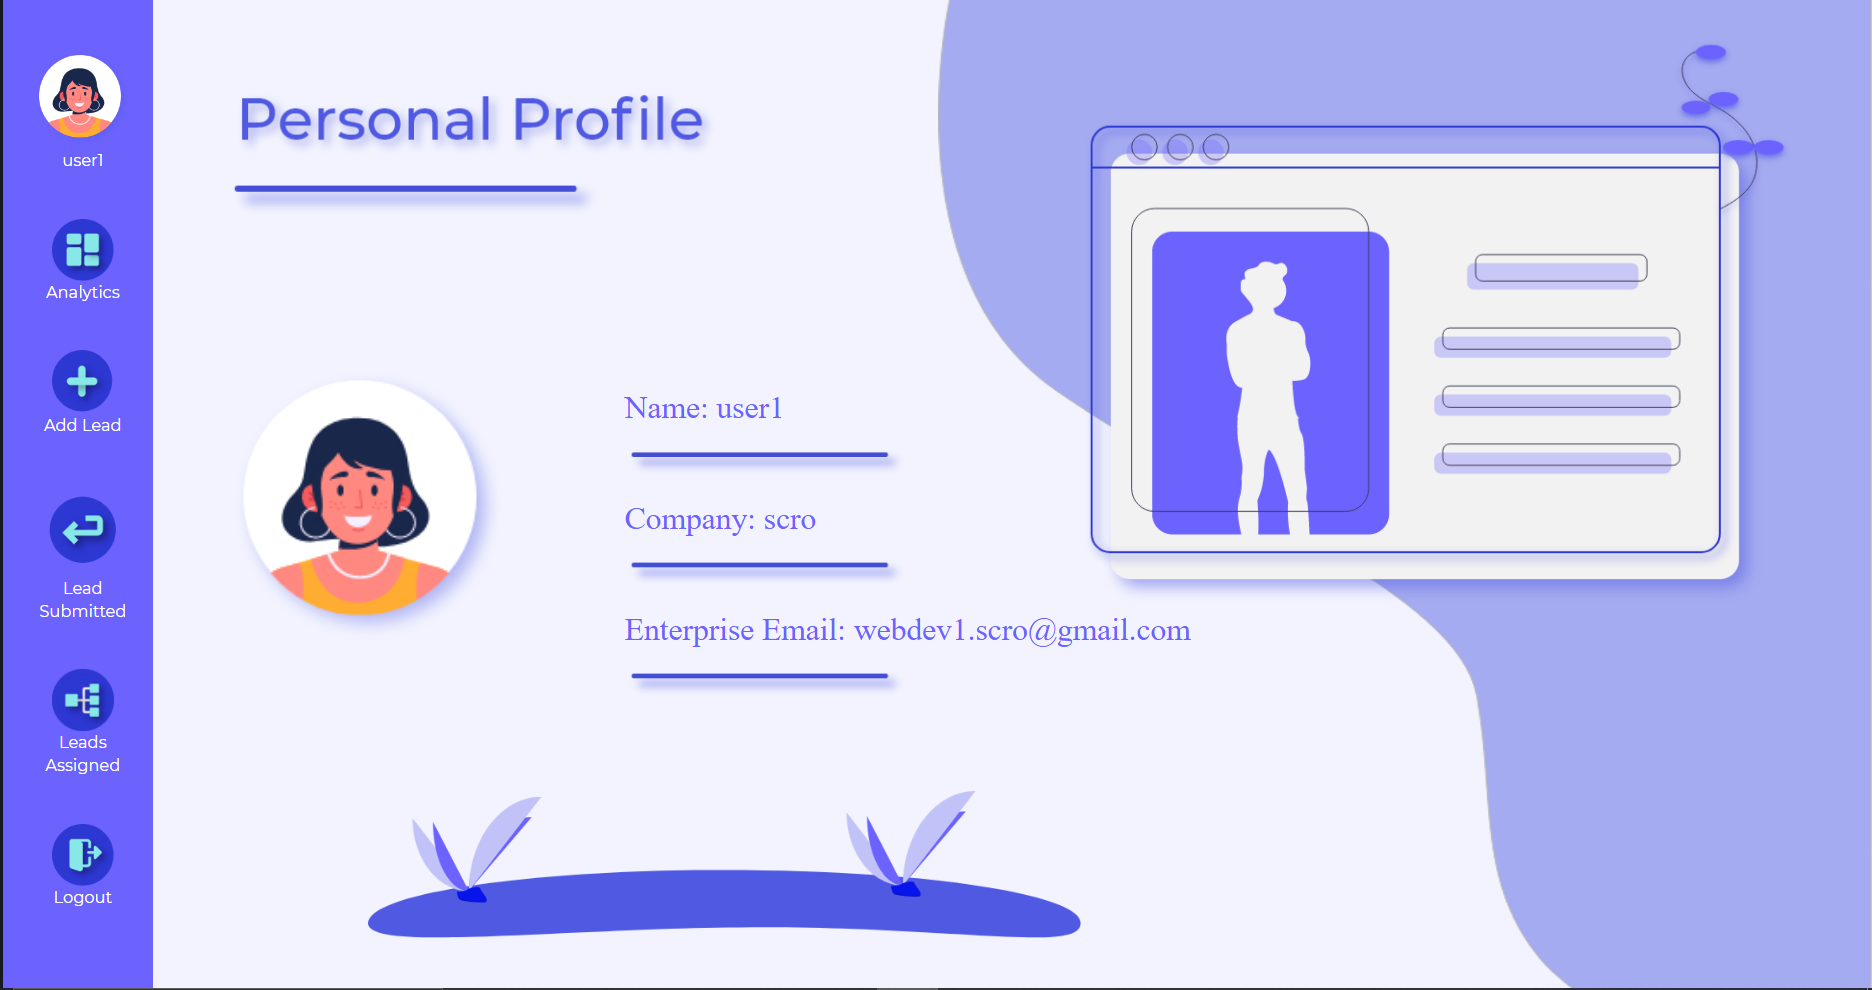 user1
Analytics
Add Lead
Lead
Submitted
Leads
Assigned
Logout
Personal Profile
Name: user1
Company: scro
Enterprise Email: webdev1.scro@gmail.com